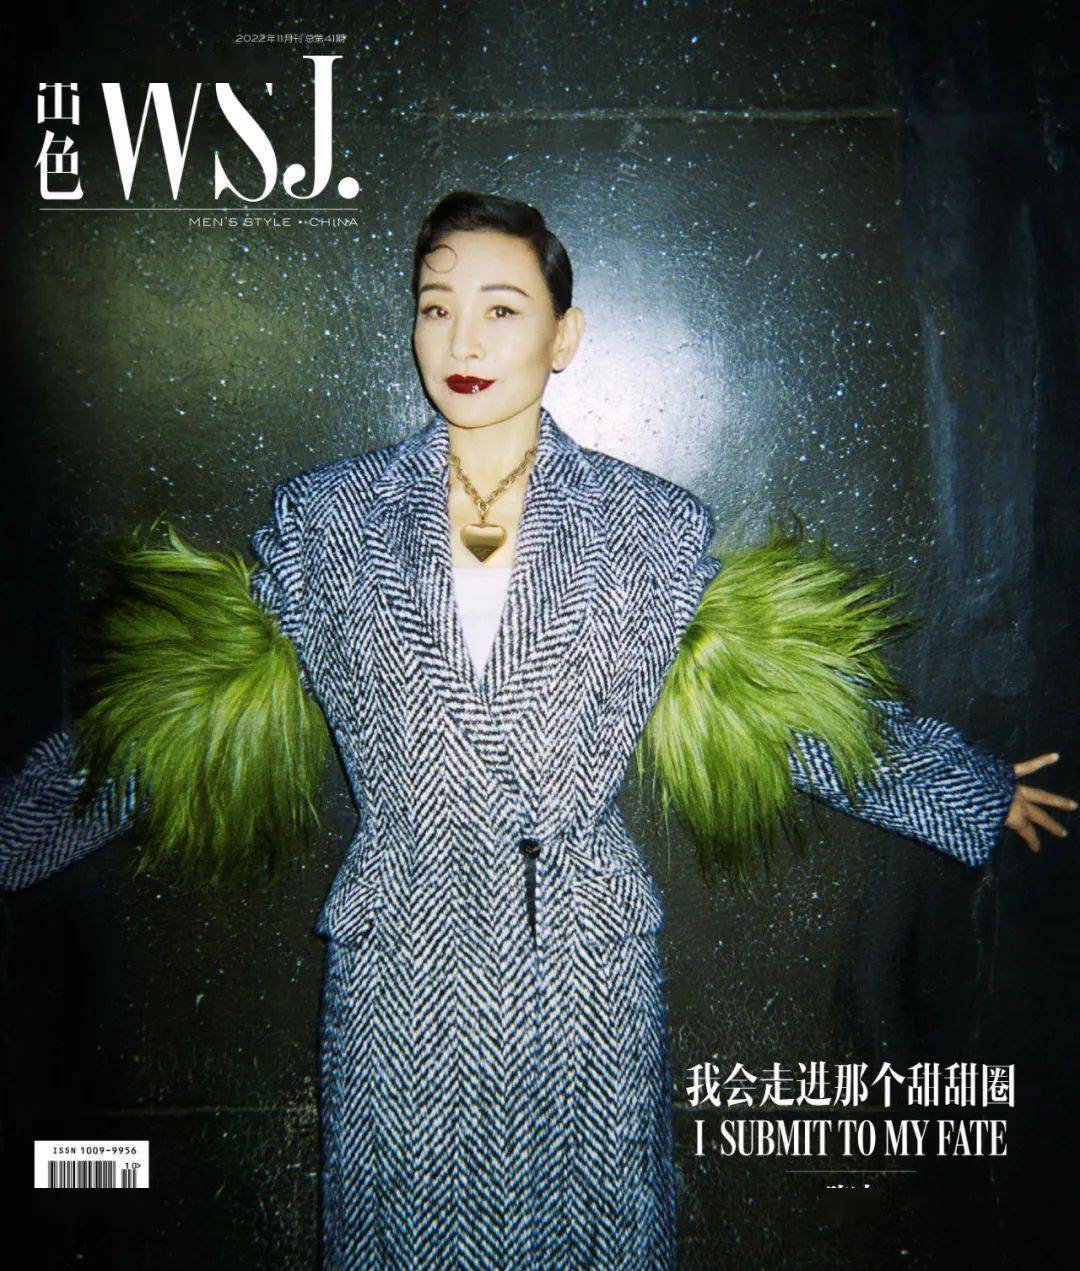 2022年11月刊 总第41期
出色 WSJ.
MEN'S STYLE • CHINA
我会走进那个甜甜圈
I SUBMIT TO MY FATE
ISSN 1009-9956
10>